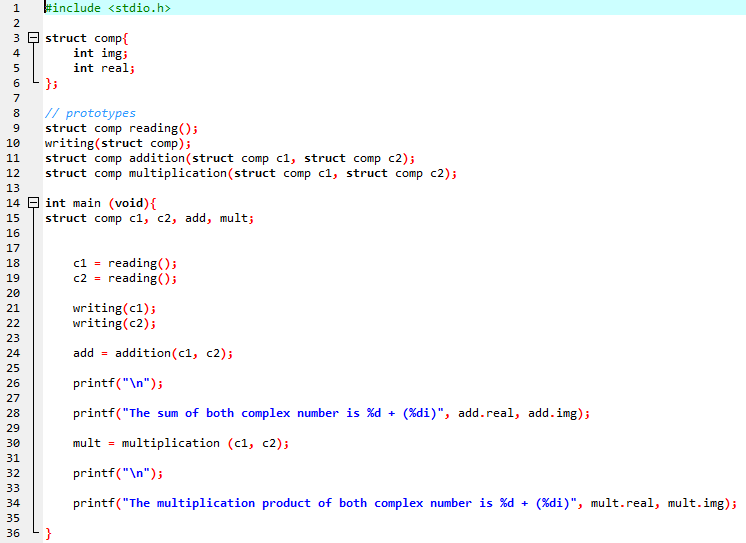 1 #include <stdio.h>
2
3 struct comp{
4 int img;
5 int real;
6 };
7
8 // prototypes
9 struct comp reading();
10 writing(struct comp);
11 struct comp addition(struct comp c1, struct comp c2);
12 struct comp multiplication(struct comp c1, struct comp c2);
13
14 int main (void){
15 struct comp c1, c2, add, mult;
16
17
18 c1 = reading();
19 c2 = reading();
20
21 writing(c1);
22 writing(c2);
23
24 add = addition(c1, c2);
25
26 printf("\n");
27
28 printf("The sum of both complex number is %d + (%di)", add.real, add.img);
29
30 mult = multiplication (c1, c2);
31
32 printf("\n");
33
34 printf("The multiplication product of both complex number is %d + (%di)", mult.real, mult.img);
35
36 }